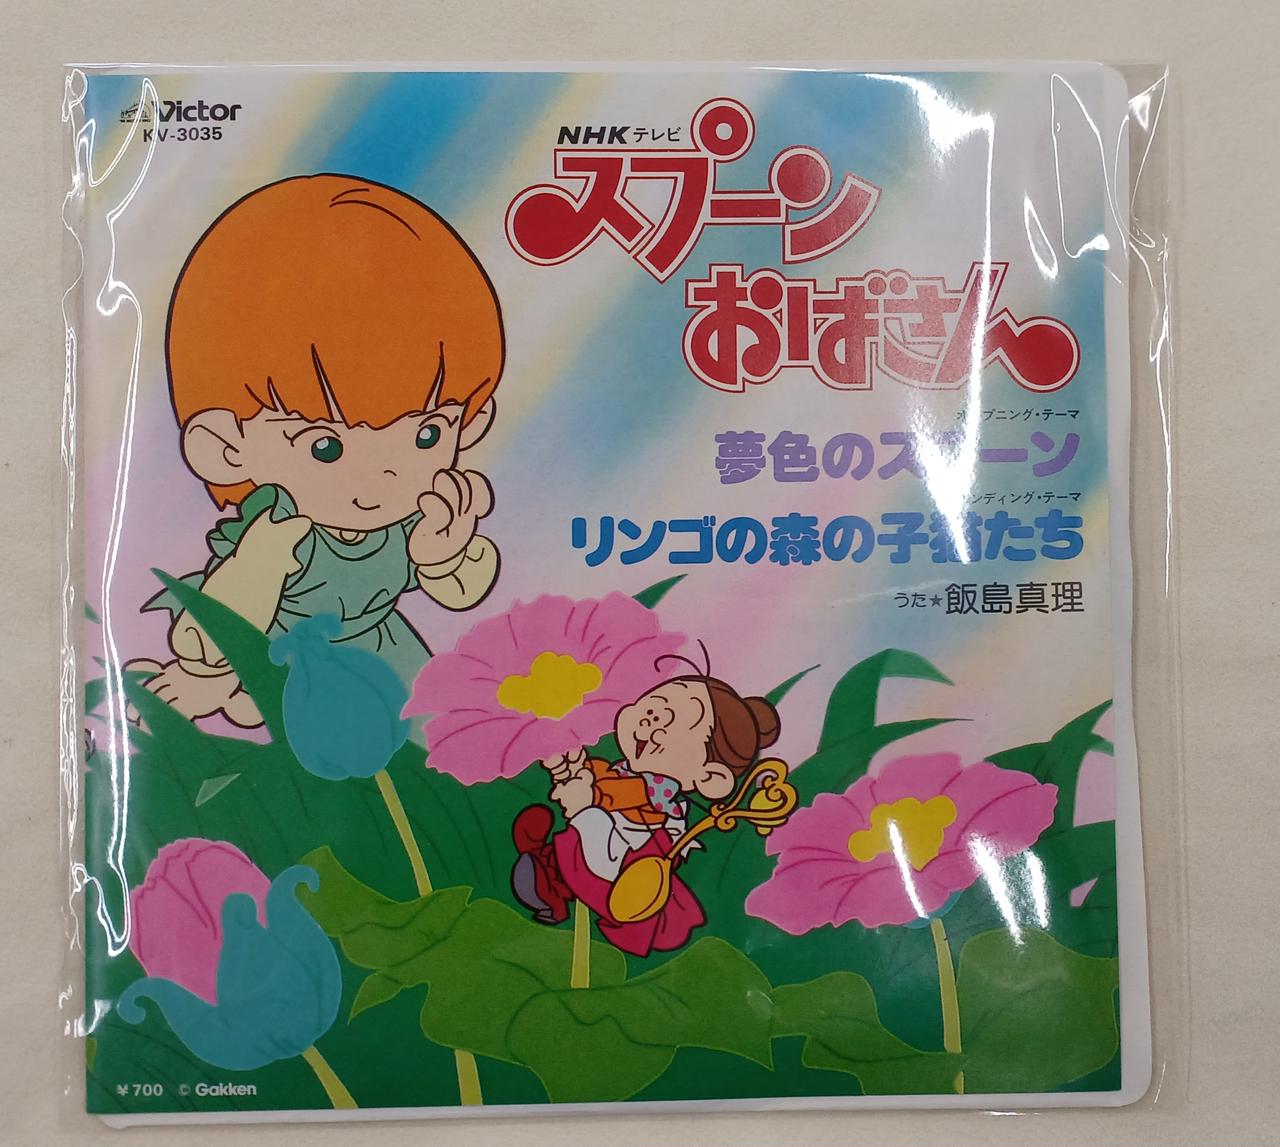 Victor
KV-3035
NHKテレビ
スプーン
おばさん
オープニング・テーマ
夢色のスプーン
エンディング・テーマ
リンゴの森の子猫たち
うた★飯島真理
¥700 © Gakken